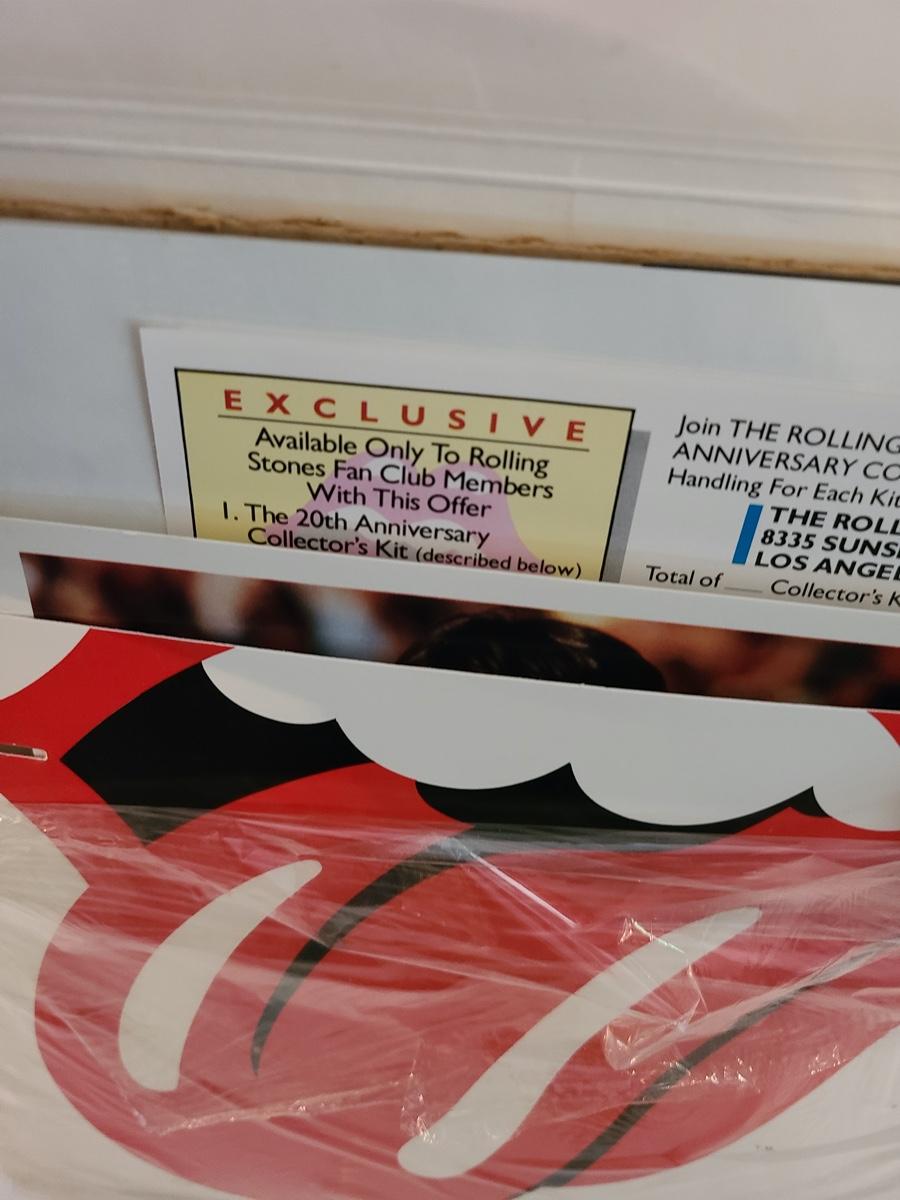 EXCLUSIVE
Available Only To Rolling
Stones Fan Club Members
With This Offer
1. The 20th Anniversary
Collector's Kit (described below)
Join THE ROLLING
ANNIVERSARY CO
Handling For Each Kit
THE ROLL
8335 SUNS
LOS ANGE
Total of ___ Collector's K